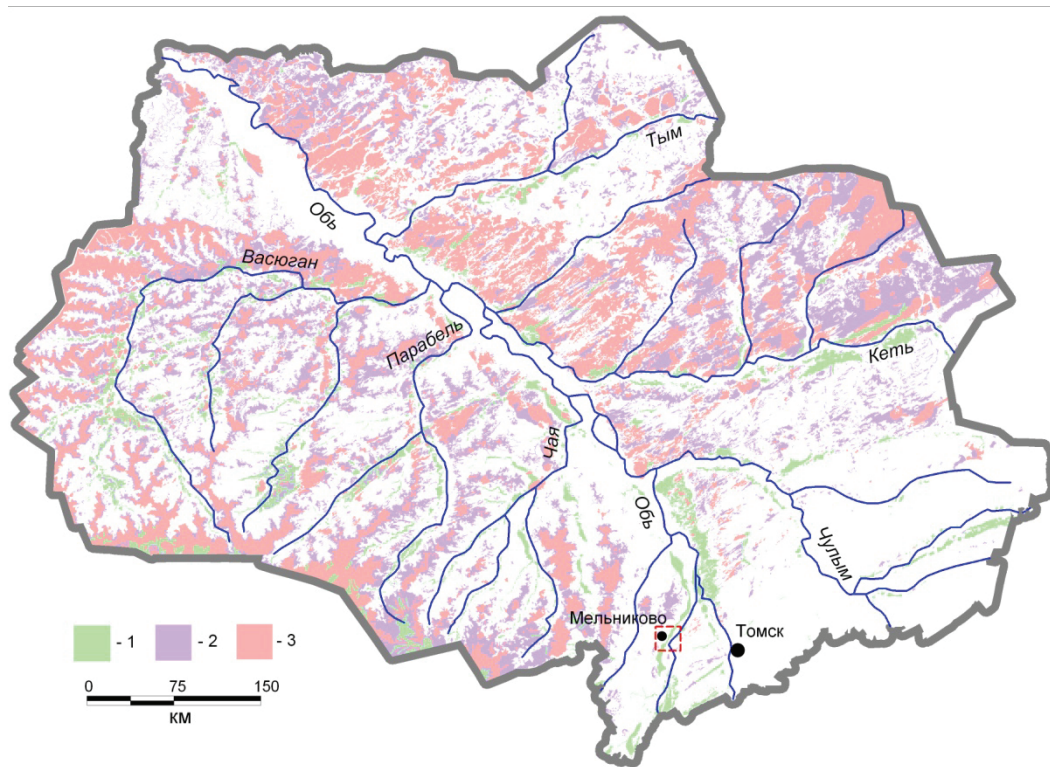 Тым
Обь
Васюган
Парабель
Кеть
Чая
Обь
Чулым
Мельниково
Томск
- 1 - 2 - 3
0 75 150
км